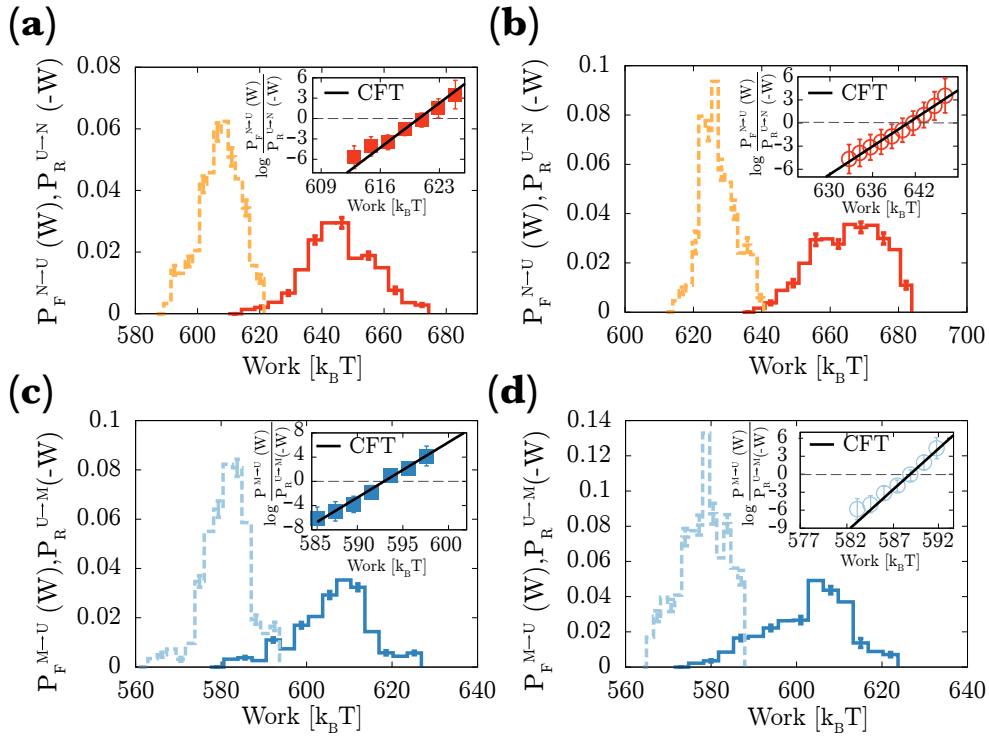 (a)
P_F^{N→U} (W), P_R^{U→N} (-W)
0.08
0.06
0.04
0.02
0
580 600 620 640 660 680
Work [k_BT]
log P_F^{N→U} (W) / P_R^{U→N} (-W)
CFT
6
3
0
-3
-6
609 616 623
Work [k_BT]
(b)
P_F^{N→U} (W), P_R^{U→N} (-W)
0.1
0.08
0.06
0.04
0.02
0
600 620 640 660 680 700
Work [k_BT]
log P_F^{N→U} (W) / P_R^{U→N} (-W)
CFT
6
3
0
-3
-6
630 636 642
Work [k_BT]
(c)
P_F^{M→U} (W), P_R^{U→M} (-W)
0.1
0.08
0.06
0.04
0.02
0
560 580 600 620 640
Work [k_BT]
log P_F^{M→U} (W) / P_R^{U→M} (-W)
CFT
8
4
0
-4
-8
585 590 595 600
Work [k_BT]
(d)
P_F^{M→U} (W), P_R^{U→M} (-W)
0.14
0.12
0.1
0.08
0.06
0.04
0.02
0
560 580 600 620 640
Work [k_BT]
log P_F^{M→U} (W) / P_R^{U→M} (-W)
CFT
6
3
0
-3
-6
-9
577 582 587 592
Work [k_BT]